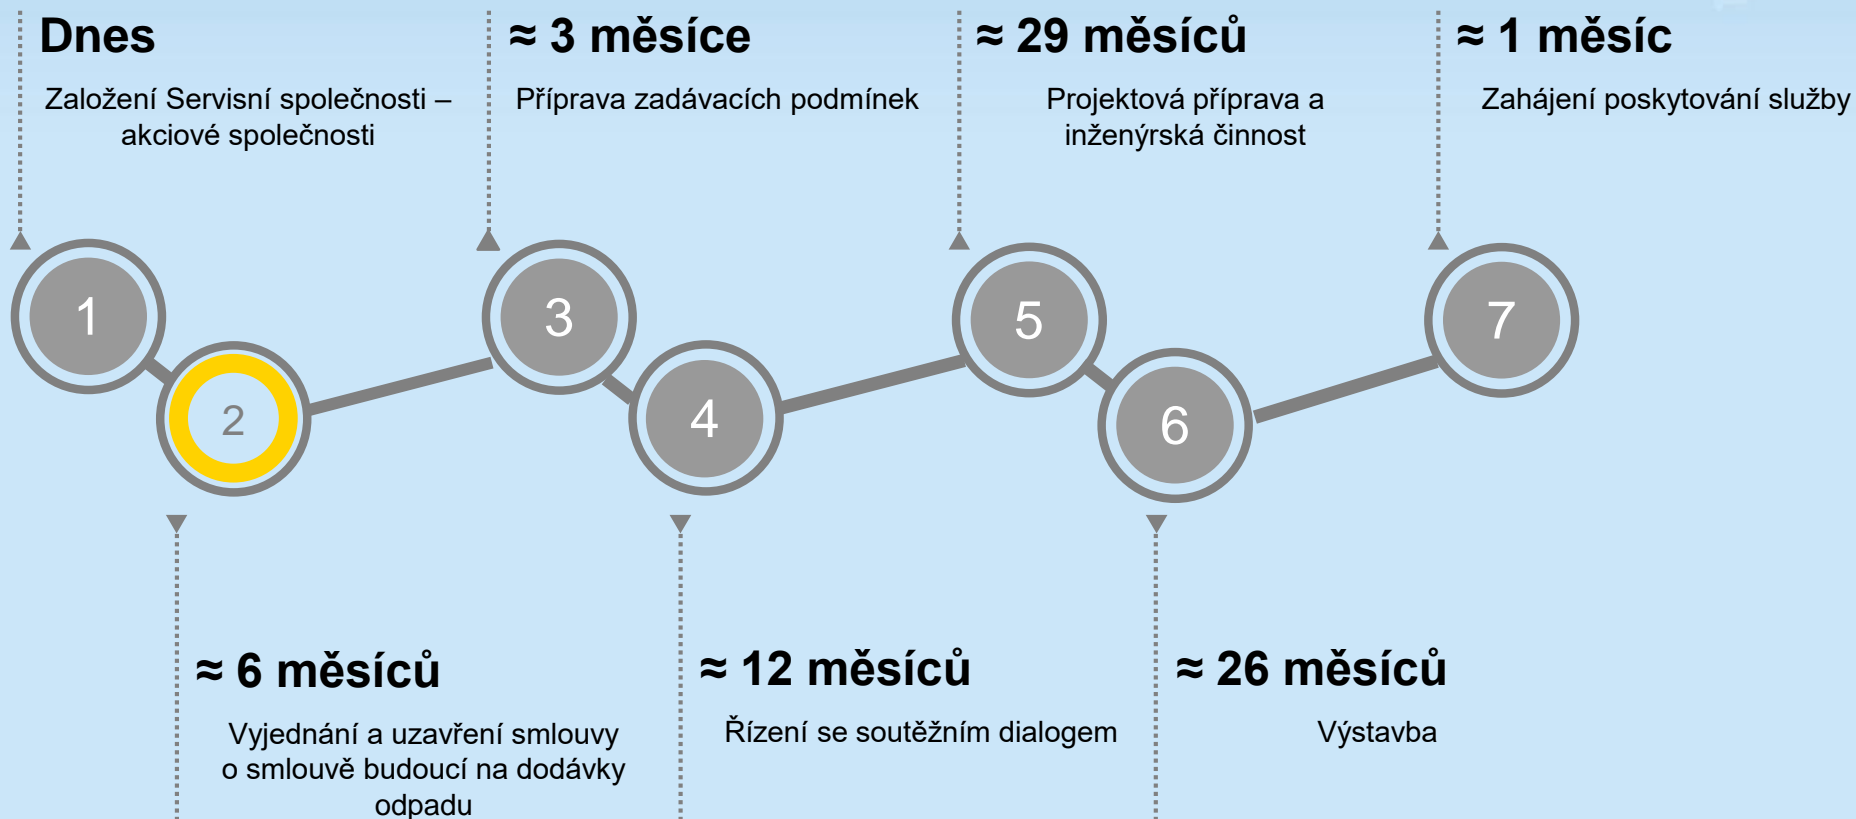 Dnes
Založení Servisní společnosti –
akciové společnosti
≈ 3 měsíce
Příprava zadávacích podmínek
≈ 29 měsíců
Projektová příprava a
inženýrská činnost
≈ 1 měsíc
Zahájení poskytování služby
1
2
3
4
5
6
7
≈ 6 měsíců
Vyjednání a uzavření smlouvy
o smlouvě budoucí na dodávky
odpadu
≈ 12 měsíců
Řízení se soutěžním dialogem
≈ 26 měsíců
Výstavba